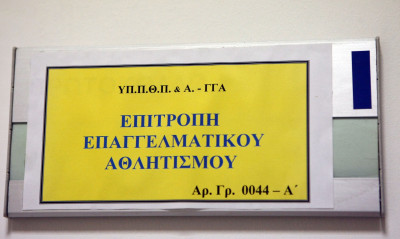 ΥΠ.Π.Θ.Π. & Α. - ΓΓΑ
ΕΠΙΤΡΟΠΗ
ΕΠΑΓΓΕΛΜΑΤΙΚΟΥ
ΑΘΛΗΤΙΣΜΟΥ
Αρ. Γρ. 0044 – Α΄